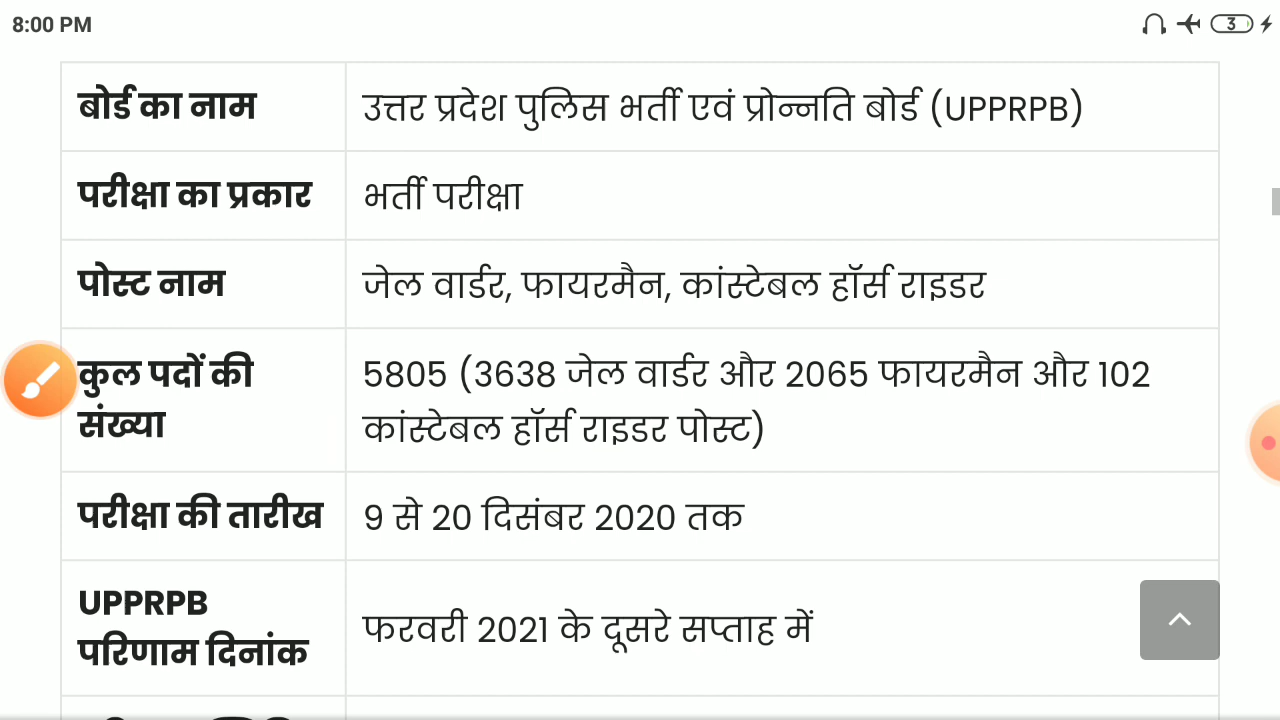 8:00 PM
3
बोर्ड का नाम
उत्तर प्रदेश पुलिस भर्ती एवं प्रोन्नति बोर्ड (UPPRPB)
परीक्षा का प्रकार
भर्ती परीक्षा
पोस्ट नाम
जेल वार्डर, फायरमैन, कांस्टेबल हॉर्स राइडर
कुल पदों की
संख्या
5805 (3638 जेल वार्डर और 2065 फायरमैन और 102
कांस्टेबल हॉर्स राइडर पोस्ट)
परीक्षा की तारीख
9 से 20 दिसंबर 2020 तक
UPPRPB
परिणाम दिनांक
फरवरी 2021 के दूसरे सप्ताह में